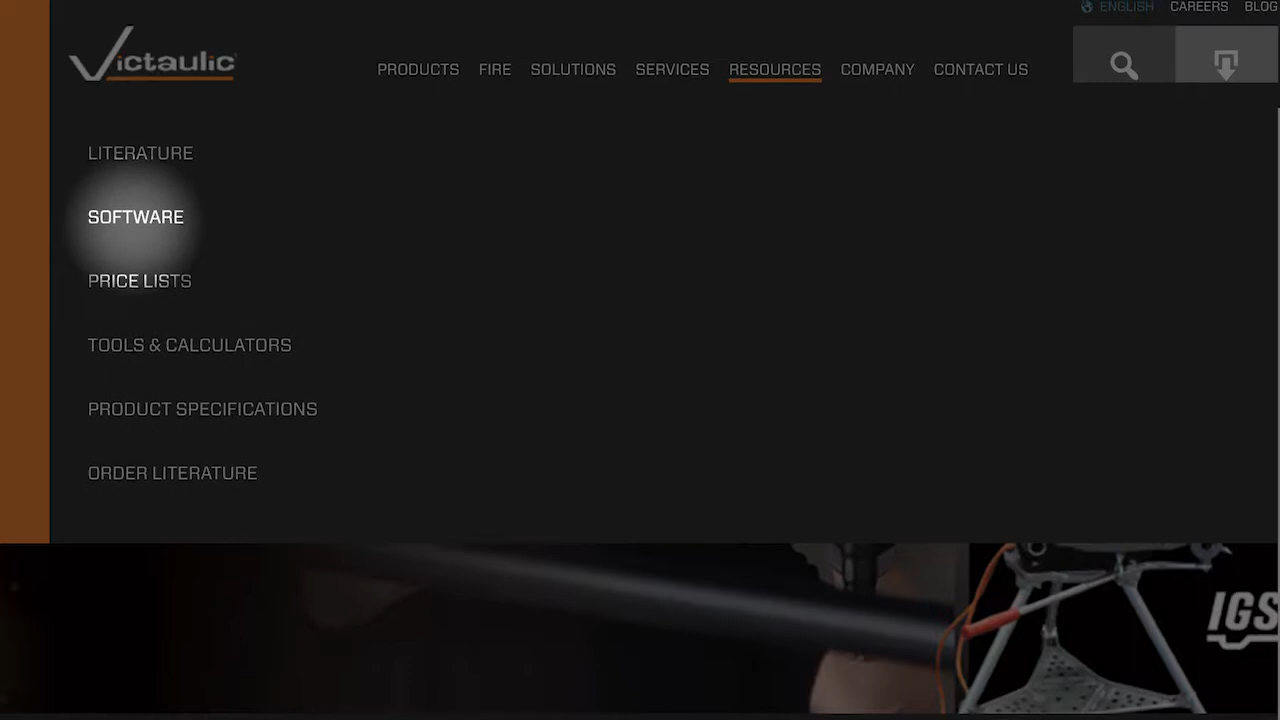 ENGLISH CAREERS BLOG
Victaulic
PRODUCTS FIRE SOLUTIONS SERVICES RESOURCES COMPANY CONTACT US
LITERATURE
SOFTWARE
PRICE LISTS
TOOLS & CALCULATORS
PRODUCT SPECIFICATIONS
ORDER LITERATURE
IGS